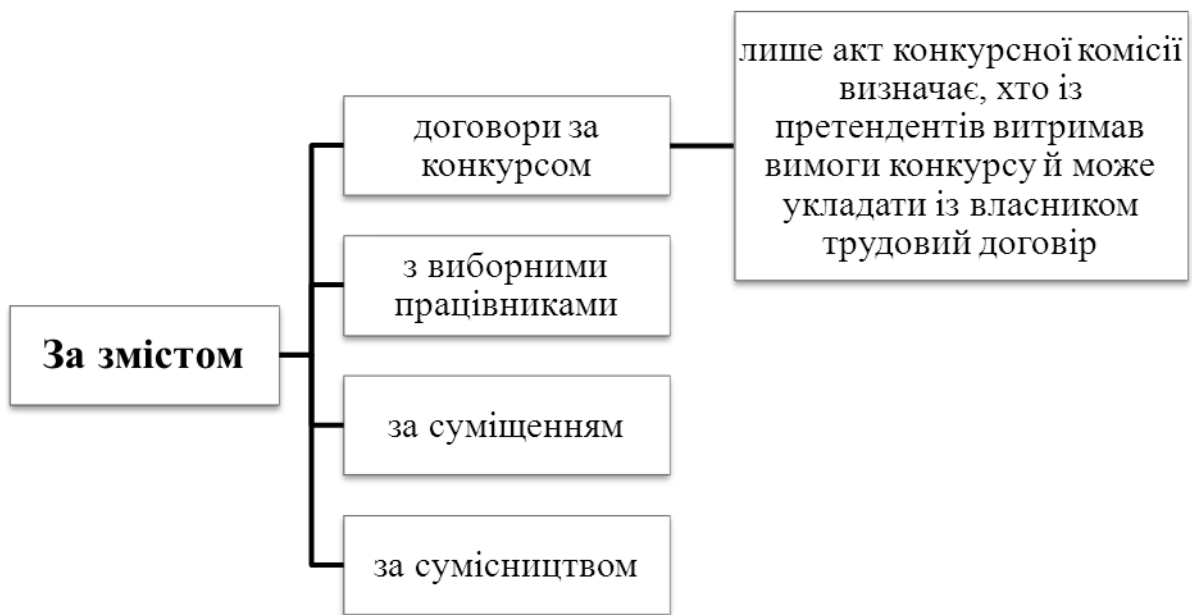 За змістом
договори за
конкурсом
лише акт конкурсної комісії
визначає, хто із
претендентів витримав
вимоги конкурсу й може
укладати із власником
трудовий договір
з виборними
працівниками
за суміщенням
за сумісництвом